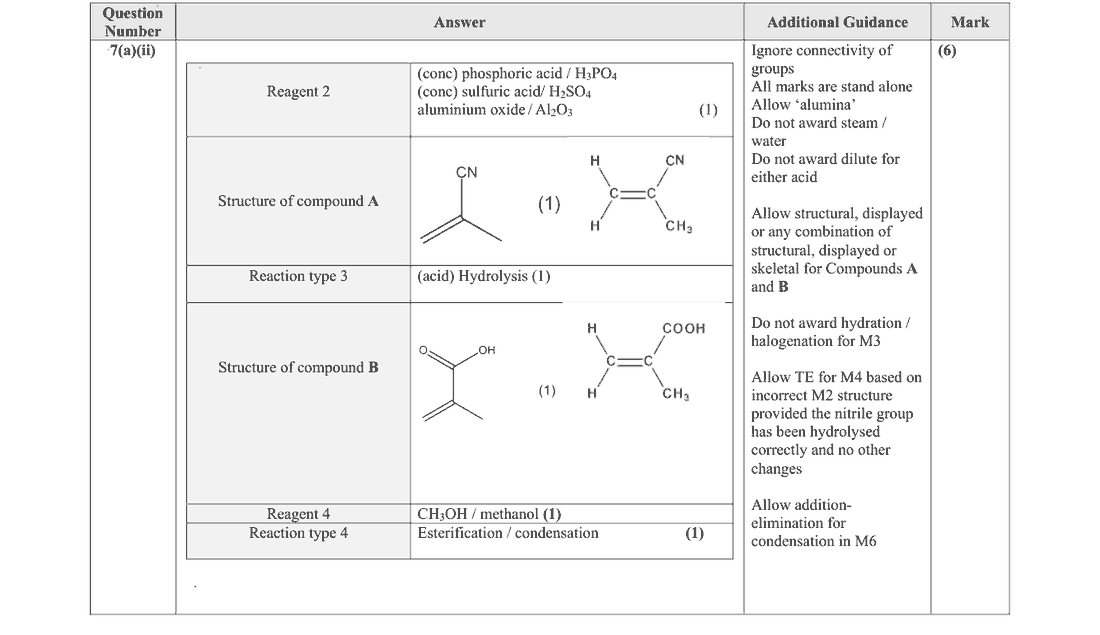 Question
Number
Answer
Additional Guidance
Mark
7(a)(ii)
Reagent 2
(conc) phosphoric acid / H₃PO₄
(conc) sulfuric acid/ H₂SO₄
aluminium oxide / Al₂O₃ (1)
Structure of compound A
CN
(1)
H CN
C C
H CH₃
Reaction type 3
(acid) Hydrolysis (1)
Structure of compound B
O OH
(1)
H COOH
C C
H CH₃
Reagent 4
CH₃OH / methanol (1)
Reaction type 4
Esterification / condensation (1)
Ignore connectivity of
groups
All marks are stand alone
Allow ‘alumina’
Do not award steam /
water
Do not award dilute for
either acid
Allow structural, displayed
or any combination of
structural, displayed or
skeletal for Compounds A
and B
Do not award hydration /
halogenation for M3
Allow TE for M4 based on
incorrect M2 structure
provided the nitrile group
has been hydrolysed
correctly and no other
changes
Allow addition-
elimination for
condensation in M6
(6)